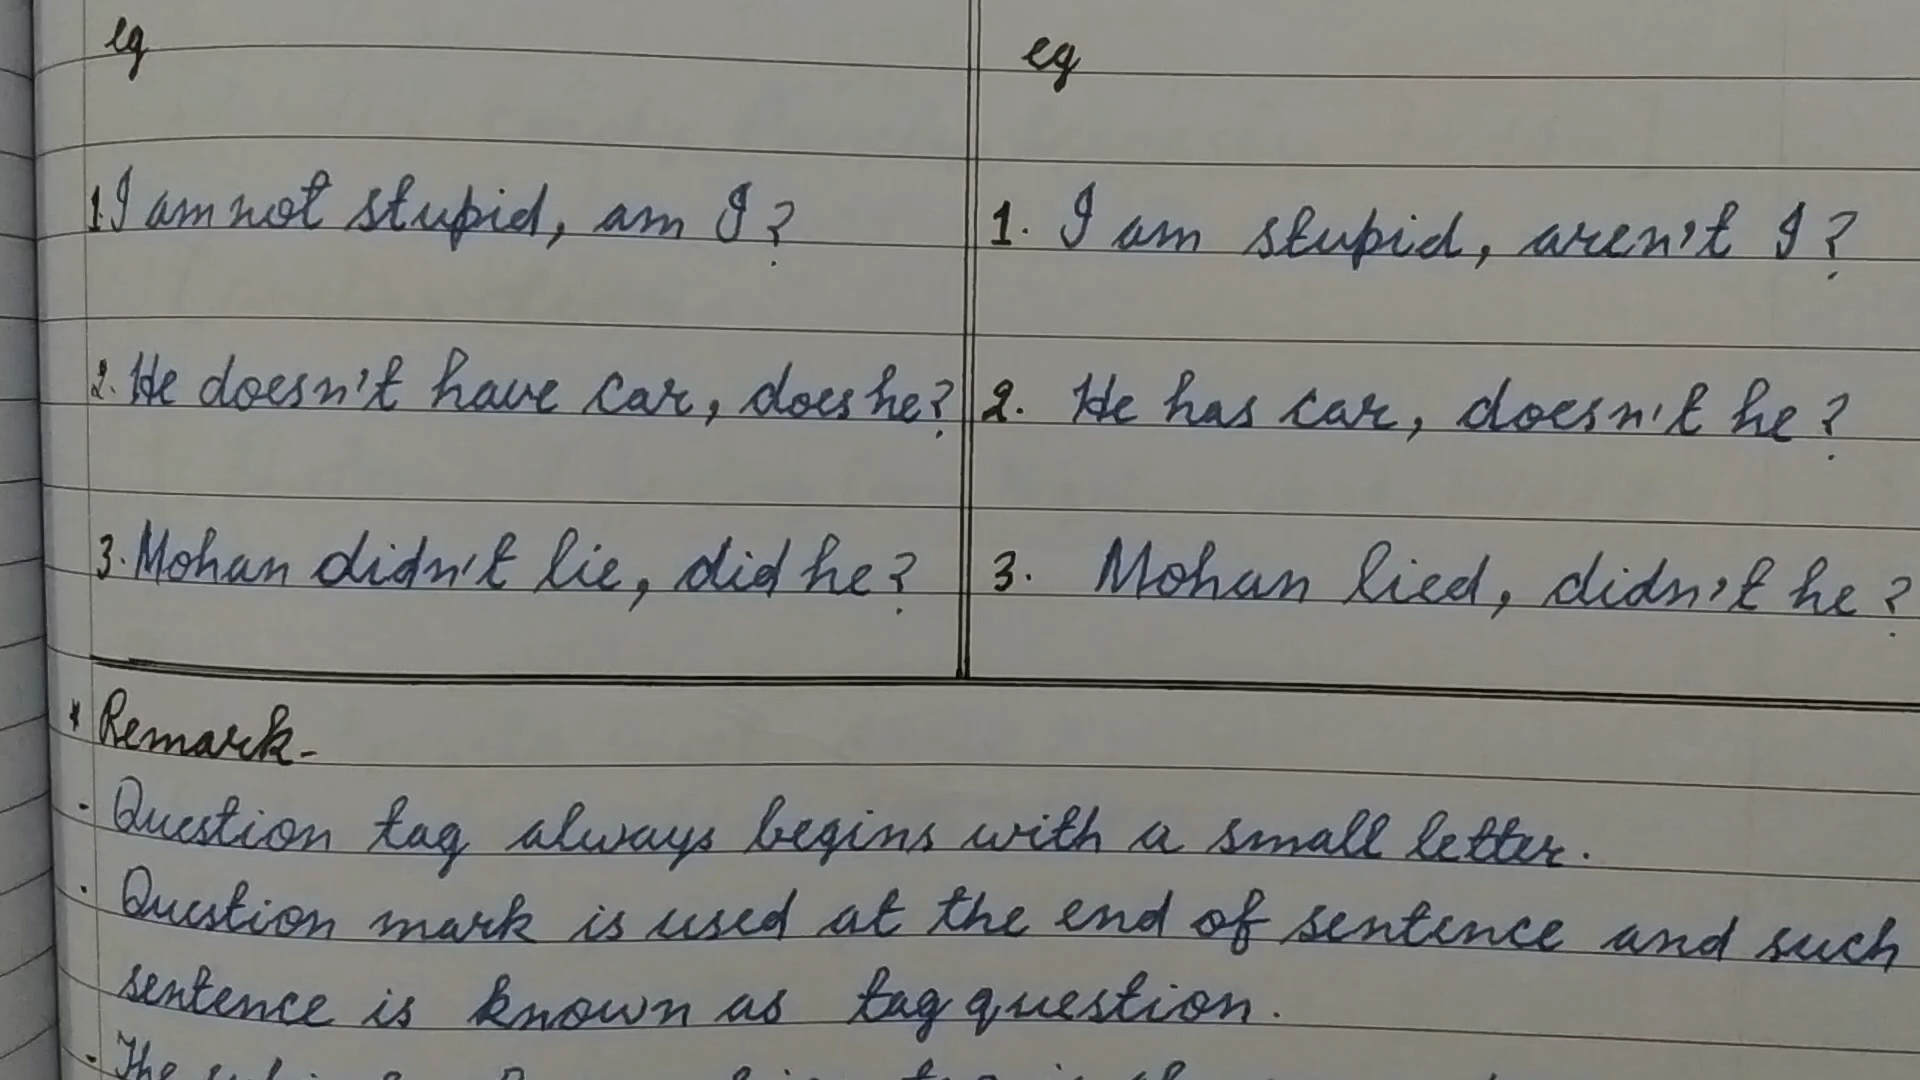 eg
1. I am not stupid, am I?
2. He doesn't have car, does he?
3. Mohan didn't lie, did he?
eg
1. I am stupid, aren't I?
2. He has car, doesn't he?
3. Mohan lied, didn't he?
* Remark-
- Question tag always begins with a small letter.
- Question mark is used at the end of sentence and such
sentence is known as tag question.
- The